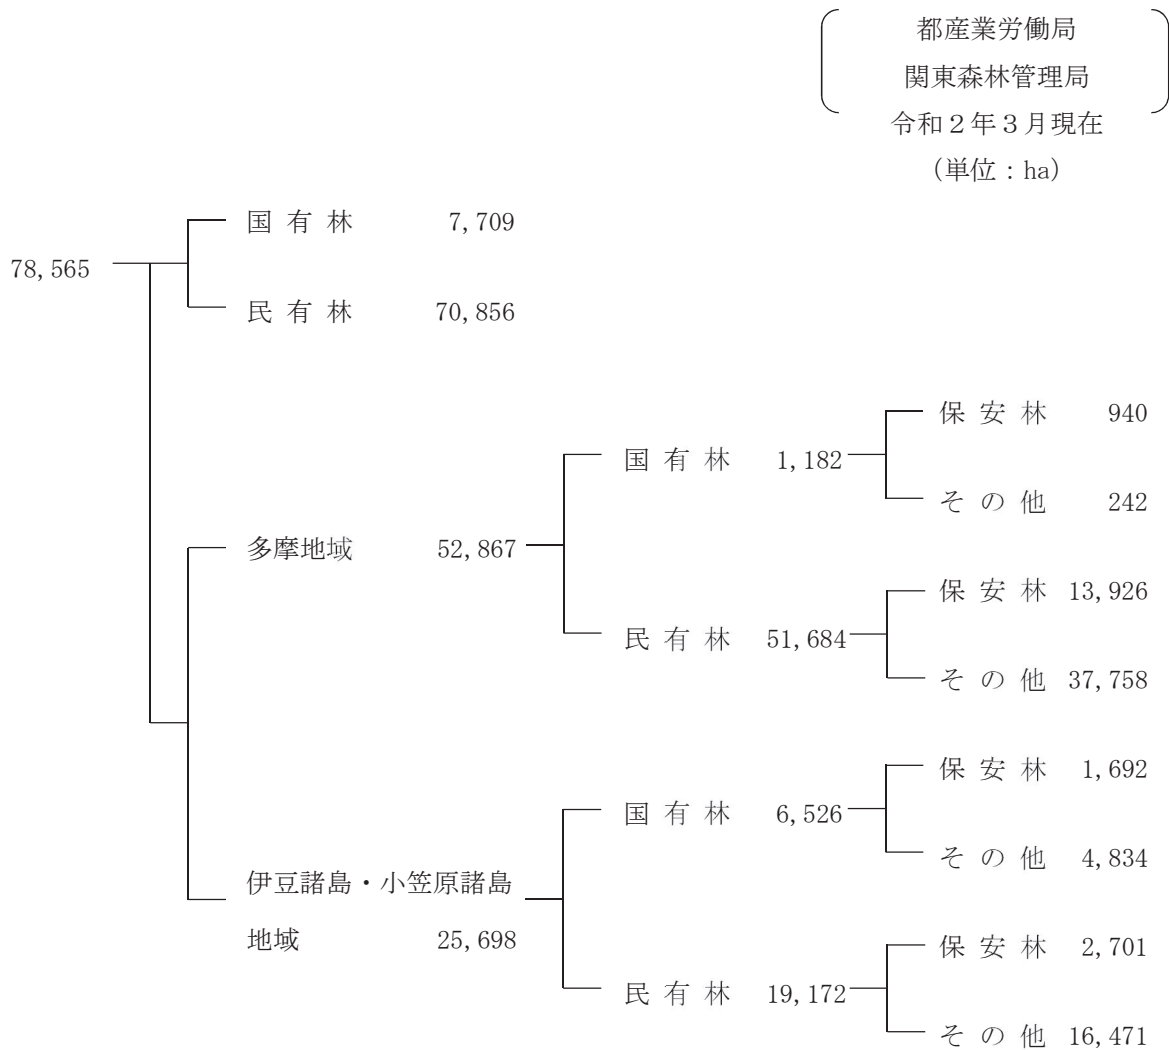 都産業労働局
関東森林管理局
令和２年３月現在
（単位：ha）
国 有 林 7,709
78,565
民 有 林 70,856
保 安 林 940
国 有 林 1,182
そ の 他 242
多摩地域 52,867
保 安 林 13,926
民 有 林 51,684
そ の 他 37,758
保 安 林 1,692
国 有 林 6,526
そ の 他 4,834
伊豆諸島・小笠原諸島
地域 25,698
保 安 林 2,701
民 有 林 19,172
そ の 他 16,471